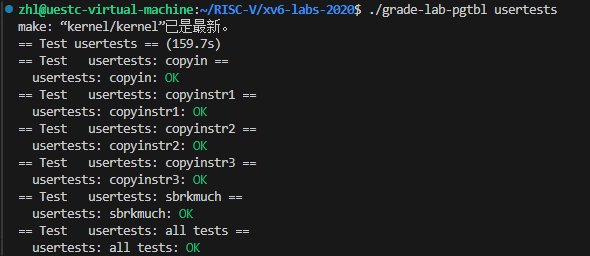 zhl@uestc-virtual-machine:~/RISC-V/xv6-labs-2020$ ./grade-lab-pgtbl usertests
make: “kernel/kernel”已是最新。
== Test usertests == (159.7s)
== Test   usertests: copyin ==
  usertests: copyin: OK
== Test   usertests: copyinstr1 ==
  usertests: copyinstr1: OK
== Test   usertests: copyinstr2 ==
  usertests: copyinstr2: OK
== Test   usertests: copyinstr3 ==
  usertests: copyinstr3: OK
== Test   usertests: sbrkmuch ==
  usertests: sbrkmuch: OK
== Test   usertests: all tests ==
  usertests: all tests: OK